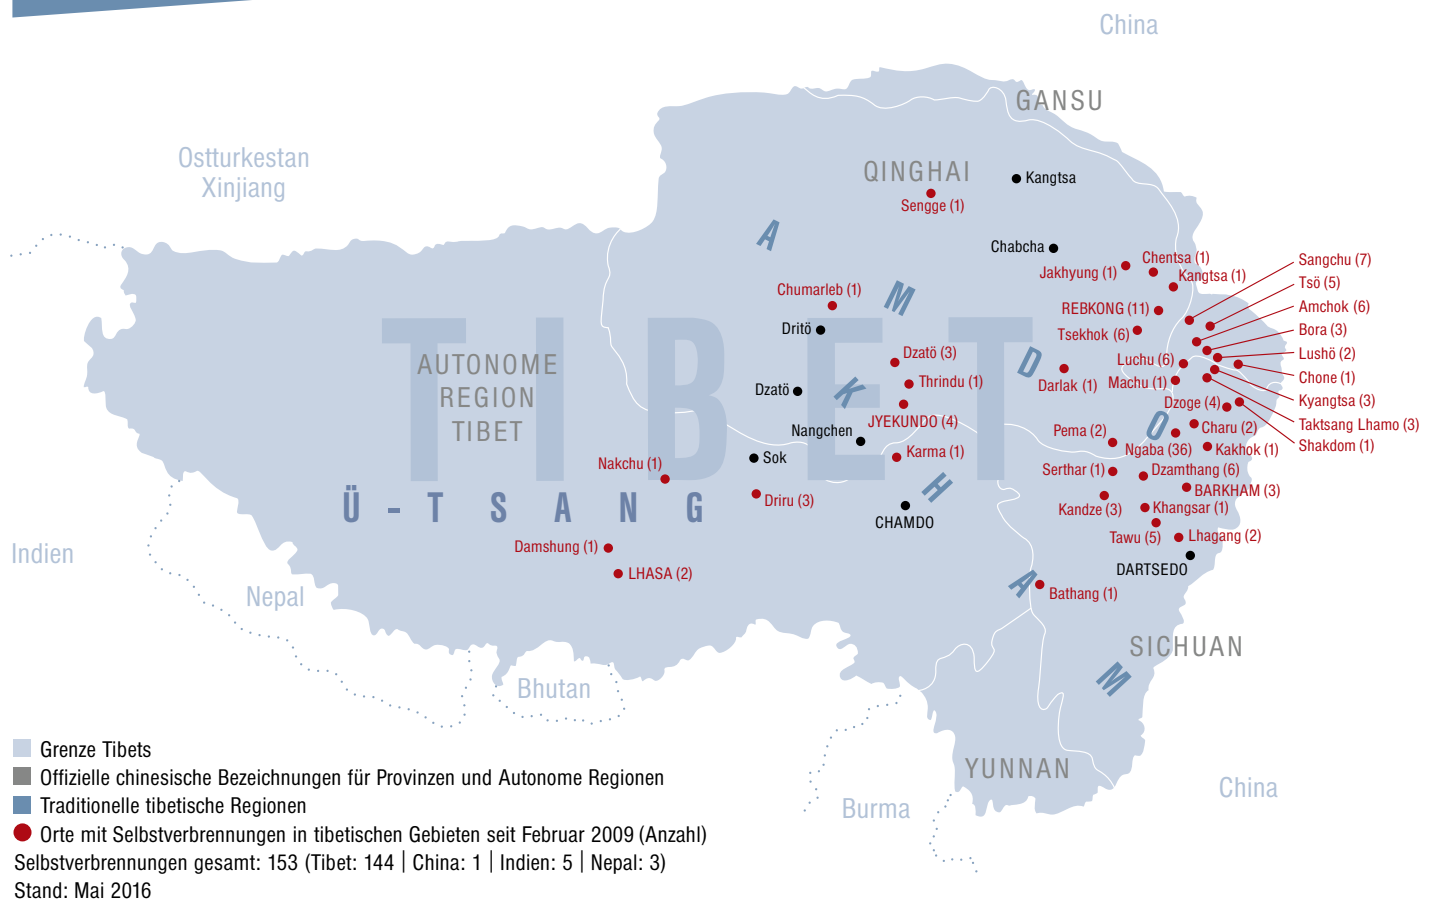 China
GANSU
Ostturkestan
Xinjiang
QINGHAI
Kangtsa
Sengge (1)
A
M
D
O
Chabcha
Jakhyung (1)
Chentsa (1)
Kangtsa (1)
Sangchu (7)
Tsö (5)
Amchok (6)
Bora (3)
Lushö (2)
Chone (1)
Kyangtsa (3)
Taktsang Lhamo (3)
Shakdom (1)
Chumarleb (1)
Dritö
REBKONG (11)
Tsekhok (6)
TIBET
AUTONOME
REGION
TIBET
Dzatö (3)
Thrindu (1)
Dzatö
JYEKUNDO (4)
Nangchen
Karma (1)
K
H
A
M
Luchu (6)
Darlak (1)
Machu (1)
Dzoge (4)
Pema (2)
Charu (2)
Ngaba (36)
Kakhok (1)
Serthar (1)
Dzamthang (6)
BARKHAM (3)
Kandze (3)
Khangsar (1)
Tawu (5)
Lhagang (2)
DARTSEDO
Sok
Nakchu (1)
Driru (3)
CHAMDO
Ü - T S A N G
Damshung (1)
LHASA (2)
Bathang (1)
Indien
Nepal
Bhutan
SICHUAN
YUNNAN
Burma
China
Grenze Tibets
Offizielle chinesische Bezeichnungen für Provinzen und Autonome Regionen
Traditionelle tibetische Regionen
Orte mit Selbstverbrennungen in tibetischen Gebieten seit Februar 2009 (Anzahl)
Selbstverbrennungen gesamt: 153 (Tibet: 144 | China: 1 | Indien: 5 | Nepal: 3)
Stand: Mai 2016